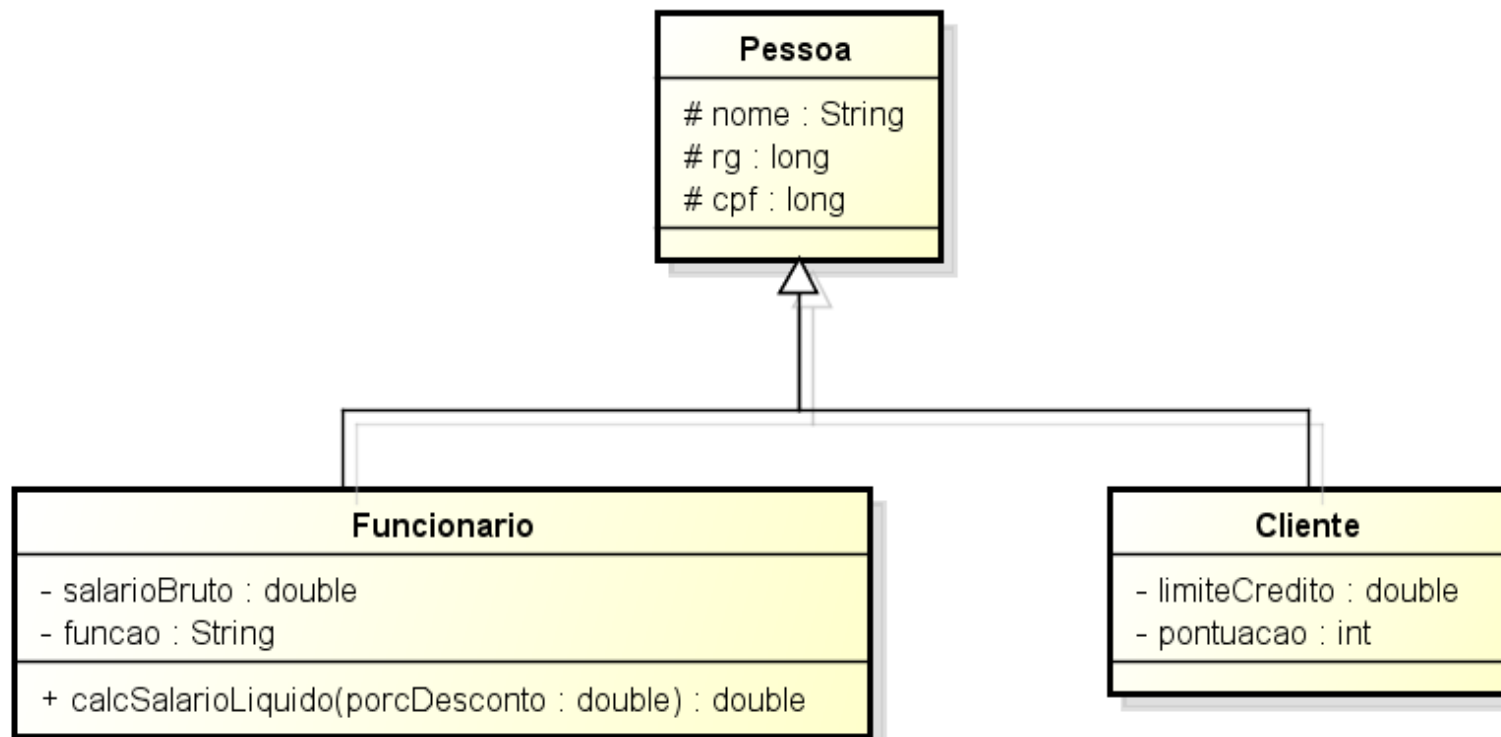 Pessoa
# nome : String
# rg : long
# cpf : long
Funcionario
- salarioBruto : double
- funcao : String
+ calcSalarioLiquido(porcDesconto : double) : double
Cliente
- limiteCredito : double
- pontuacao : int